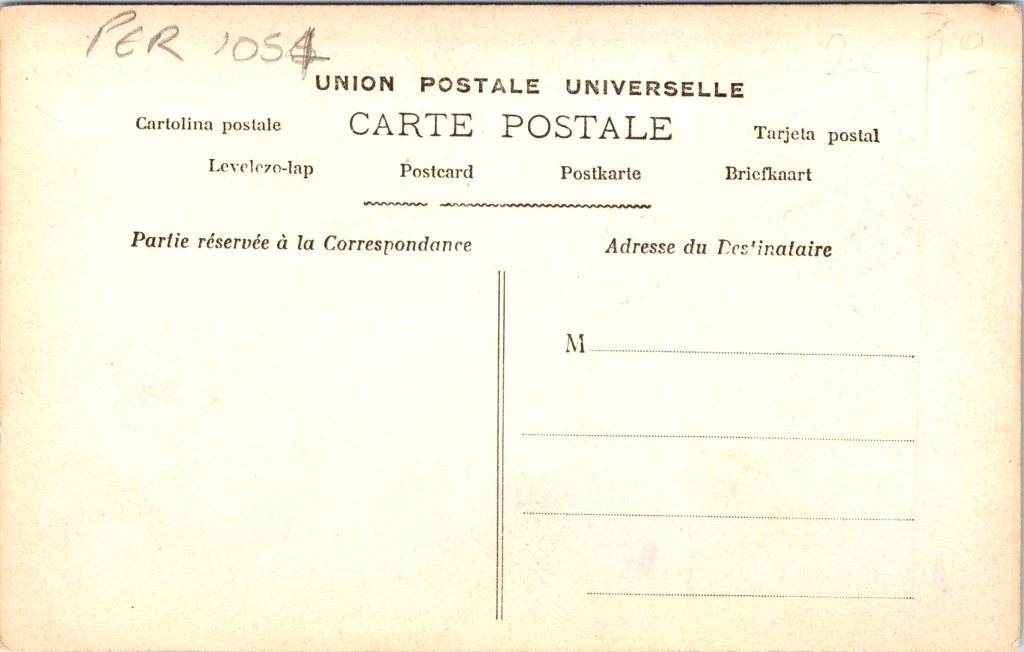 PER
UNION POSTALE UNIVERSELLE
Cartolina postale CARTE POSTALE Tarjeta postal
Levelezo-lap Postcard Postkarte Briefkaart
Partie réservée à la Correspondance
Adresse du Destinataire
M